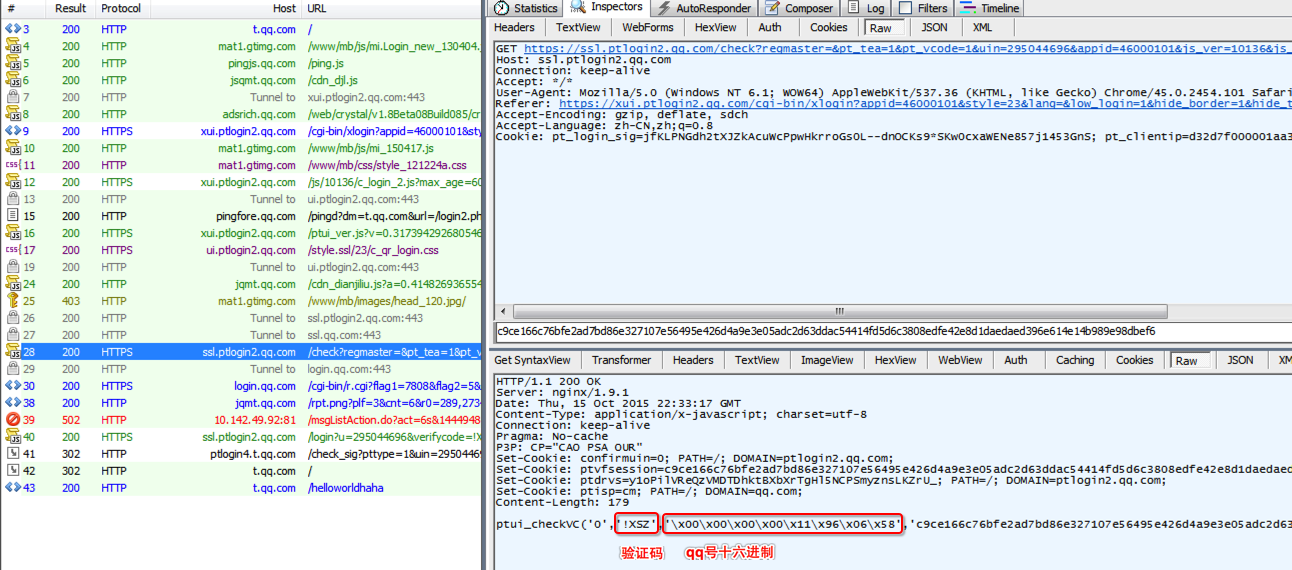 # Result Protocol Host URL
3 200 HTTP t.qq.com /
4 200 HTTP mat1.gtimg.com /www/mb/js/mi.Login_new_130404.
5 200 HTTP pingjs.qq.com /ping.js
6 200 HTTP jsqmt.qq.com /cdn_djl.js
7 200 HTTP Tunnel to xui.ptlogin2.qq.com:443
8 200 HTTP adsrich.qq.com /web/crystal/v1.8Beta08Build085/cr
9 200 HTTPS xui.ptlogin2.qq.com /cgi-bin/xlogin?appid=46000101&sty
10 200 HTTP mat1.gtimg.com /www/mb/js/mi_150417.js
11 200 HTTP mat1.gtimg.com /www/mb/css/style_121224a.css
12 200 HTTPS xui.ptlogin2.qq.com /js/10136/c_login_2.js?max_age=60
13 200 HTTP Tunnel to ui.ptlogin2.qq.com:443
15 200 HTTP pingfore.qq.com /pingd?dm=t.qq.com&url=/login2.ph
16 200 HTTPS xui.ptlogin2.qq.com /ptui_ver.js?v=0.317394292680546
17 200 HTTPS ui.ptlogin2.qq.com /style.ssl/23/c_qr_login.css
19 200 HTTP Tunnel to ui.ptlogin2.qq.com:443
24 200 HTTP jqmt.qq.com /cdn_dianjiliu.js?a=0.414826936554
25 403 HTTP mat1.gtimg.com /www/mb/images/head_120.jpg/
26 200 HTTP Tunnel to ssl.ptlogin2.qq.com:443
27 200 HTTP Tunnel to ssl.qq.com:443
28 200 HTTPS ssl.ptlogin2.qq.com /check?regmaster=&pt_tea=1&pt_v
29 200 HTTP Tunnel to login.qq.com:443
30 200 HTTPS login.qq.com /cgi-bin/r.cgi?flag1=7808&flag2=5&
38 200 HTTP jqmt.qq.com /rpt.png?plf=3&cnt=6&r0=289,273
39 502 HTTP 10.142.49.92:81 /msgListAction.do?act=6s&1444948
40 200 HTTPS ssl.ptlogin2.qq.com /login?u=295044696&verifycode=!X
41 302 HTTP ptlogin4.t.qq.com /check_sig?pttype=1&uin=2950446
42 302 HTTP t.qq.com /
43 200 HTTP t.qq.com /helloworldhaha
Statistics Inspectors AutoResponder Composer Log Filters Timeline
Headers TextView WebForms HexView Auth Cookies Raw JSON XML
GET https://ssl.ptlogin2.qq.com/check?regmaster=&pt_tea=1&pt_vcode=1&uin=295044696&appid=46000101&js_ver=10136&js_
Host: ssl.ptlogin2.qq.com
Connection: keep-alive
Accept: */*
User-Agent: Mozilla/5.0 (Windows NT 6.1; WOW64) AppleWebKit/537.36 (KHTML, like Gecko) Chrome/45.0.2454.101 Safar
Referer: https://xui.ptlogin2.qq.com/cgi-bin/xlogin?appid=46000101&style=23&lang=&low_login=1&hide_border=1&hide_t
Accept-Encoding: gzip, deflate, sdch
Accept-Language: zh-CN,zh;q=0.8
Cookie: pt_login_sig=jfKLPNGdh2tXJZkAcuWcPpwHkrroGsOL--dnOCKs9*SKwOcxaWENe857j1453GnS; pt_clientip=d32d7f000001aa3
c9ce166c76bfe2ad7bd86e327107e56495e426d4a9e3e05adc2d63ddac54414fd5d6c3808edfe42e8d1daedaed396e614e14b989e98dbef6
Get SyntaxView Transformer Headers TextView ImageView HexView WebView Auth Caching Cookies Raw JSON XM
HTTP/1.1 200 OK
Server: nginx/1.9.1
Date: Thu, 15 Oct 2015 22:33:17 GMT
Content-Type: application/x-javascript; charset=utf-8
Connection: keep-alive
Pragma: No-cache
P3P: CP="CAO PSA OUR"
Set-Cookie: confirmuin=0; PATH=/; DOMAIN=ptlogin2.qq.com;
Set-Cookie: ptvfsession=c9ce166c76bfe2ad7bd86e327107e56495e426d4a9e3e05adc2d63ddac54414fd5d6c3808edfe42e8d1daedaed
Set-Cookie: ptdrvs=y1oPilVReQzVMDTDhktBXbXrTgHl5NCPSmyznsLKZrU_; PATH=/; DOMAIN=ptlogin2.qq.com;
Set-Cookie: ptisp=cm; PATH=/; DOMAIN=qq.com;
Content-Length: 179
ptui_checkVC('0','!XSZ','\x00\x00\x00\x00\x11\x96\x06\x58','c9ce166c76bfe2ad7bd86e327107e56495e426d4a9e3e05adc2d63
验证码 qq号十六进制